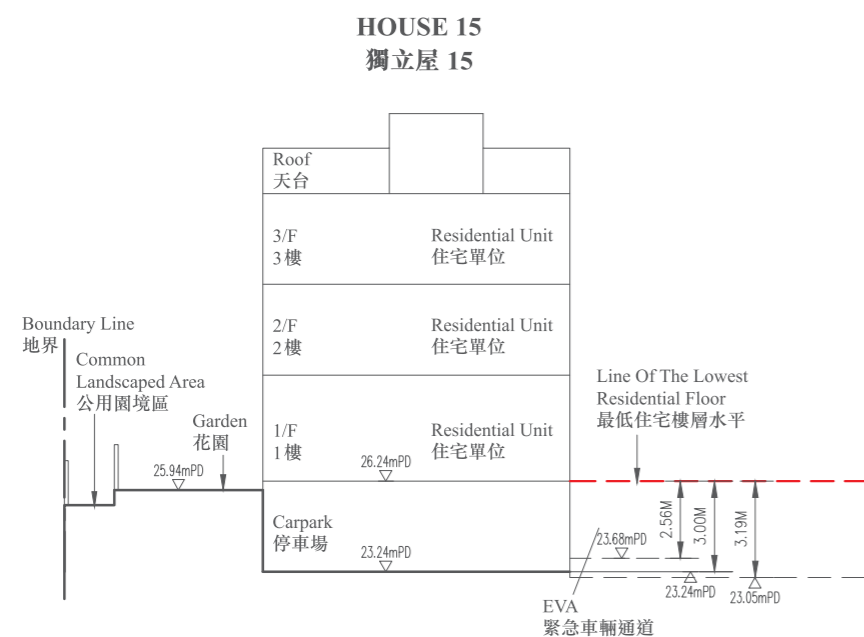 HOUSE 15
獨立屋 15
Roof
天台
3/F
3樓
Residential Unit
住宅單位
2/F
2樓
Residential Unit
住宅單位
Boundary Line
地界
Common
Landscaped Area
公用園境區
Garden
花園
25.94mPD
1/F
1樓
Residential Unit
住宅單位
26.24mPD
Line Of The Lowest
Residential Floor
最低住宅樓層水平
Carpark
停車場
23.24mPD
2.56M
3.00M
3.19M
23.68mPD
23.24mPD
23.05mPD
EVA
緊急車輛通道